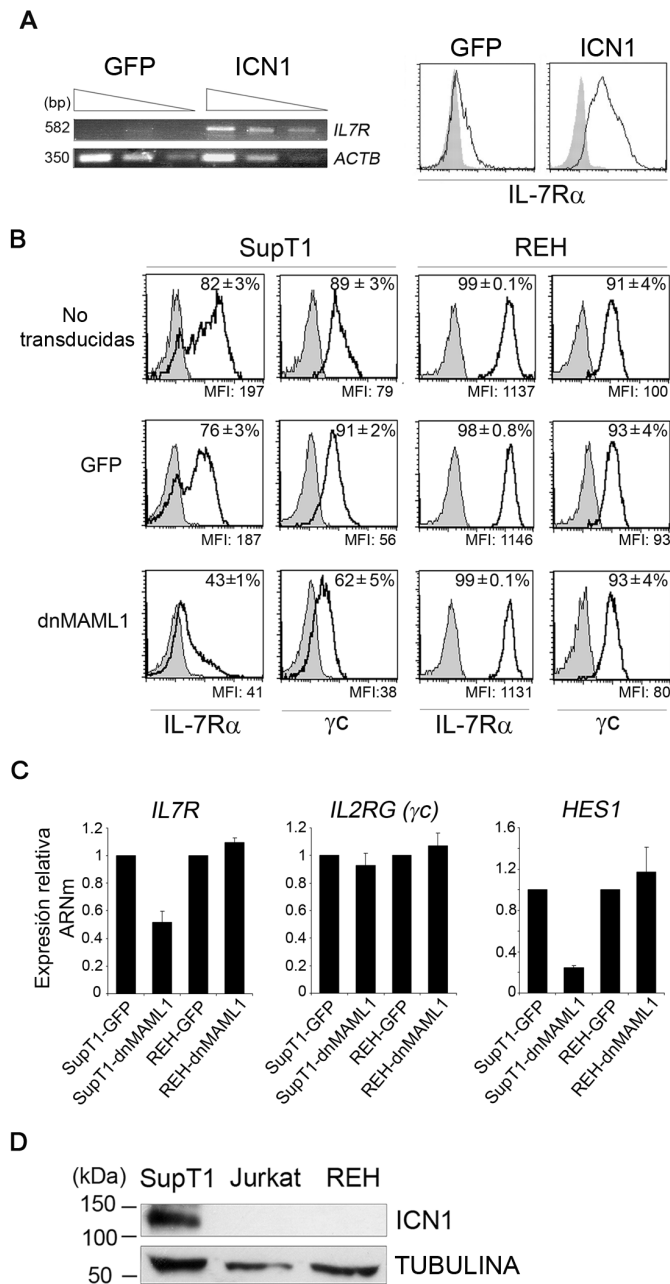 A
GFP ICN1
(bp)
582 IL7R
350 ACTB
GFP ICN1
IL-7Rα
B
SupT1 REH
No transducidas
82±3% 89±3% 99±0.1% 91±4%
MFI: 197 MFI: 79 MFI: 1137 MFI: 100
GFP
76±3% 91±2% 98±0.8% 93±4%
MFI: 187 MFI: 56 MFI: 1146 MFI: 93
dnMAML1
43±1% 62±5% 99±0.1% 93±4%
MFI: 41 MFI:38 MFI: 1131 MFI: 80
IL-7Rα γc IL-7Rα γc
C
IL7R IL2RG (γc) HES1
Expresión relativa
ARNm
1.2
1
0.8
0.6
0.4
0.2
0
SupT1-GFP
SupT1-dnMAML1
REH-GFP
REH-dnMAML1
1.2
1
0.8
0.6
0.4
0.2
0
SupT1-GFP
SupT1-dnMAML1
REH-GFP
REH-dnMAML1
1.6
1.2
0.8
0.4
0
SupT1-GFP
SupT1-dnMAML1
REH-GFP
REH-dnMAML1
D
(kDa) SupT1 Jurkat REH
150
100
ICN1
50
TUBULINA